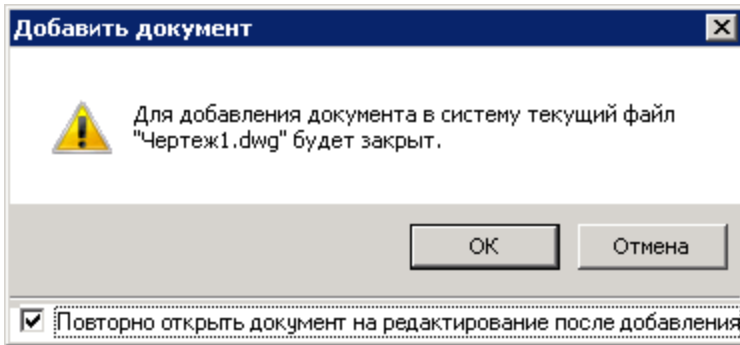 Добавить документ
Для добавления документа в систему текущий файл
"Чертеж1.dwg" будет закрыт.
ОК
Отмена
Повторно открыть документ на редактирование после добавления